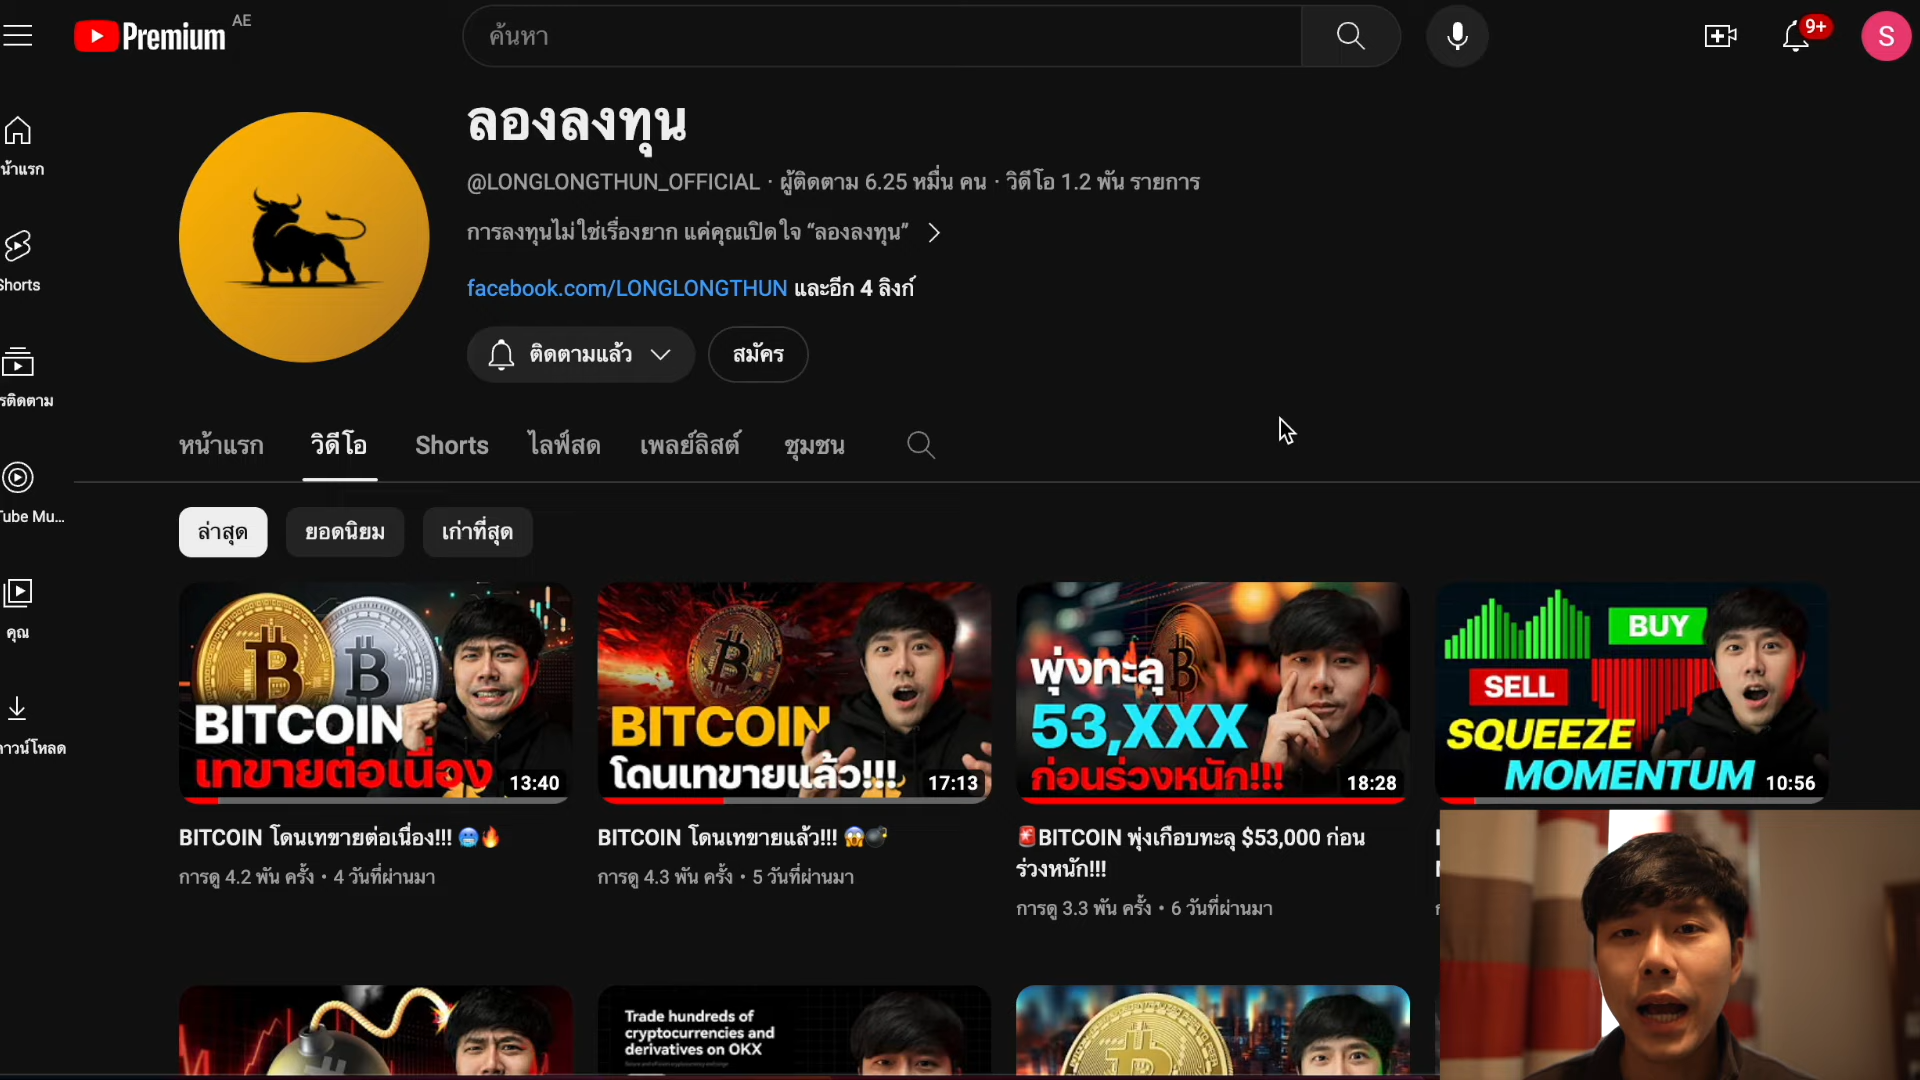 Premium AE
ค้นหา
9+
S
น้าแรก
Shorts
รติดตาม
Tube Mu...
คุณ
ดาวน์โหลด
ลองลงทุน
@LONGLONGTHUN_OFFICIAL · ผู้ติดตาม 6.25 หมื่น คน · วิดีโอ 1.2 พัน รายการ
การลงทุนไม่ใช่เรื่องยาก แค่คุณเปิดใจ “ลองลงทุน”
facebook.com/LONGLONGTHUN และอีก 4 ลิงก์
ติดตามแล้ว
สมัคร
หน้าแรก วิดีโอ Shorts ไลฟ์สด เพลย์ลิสต์ ชุมชน
ล่าสุด ยอดนิยม เก่าที่สุด
BITCOIN
เทขายต่อเนื่อง
13:40
BITCOIN
โดนเทขายแล้ว!!!
17:13
พุ่งทะลุ
53,XXX
ก่อนร่วงหนัก!!!
18:28
BUY
SELL
SQUEEZE
MOMENTUM
10:56
BITCOIN โดนเทขายต่อเนื่อง!!! 🥶🔥
การดู 4.2 พัน ครั้ง • 4 วันที่ผ่านมา
BITCOIN โดนเทขายแล้ว!!! 😱💣
การดู 4.3 พัน ครั้ง • 5 วันที่ผ่านมา
🚨BITCOIN พุ่งเกือบทะลุ $53,000 ก่อน
ร่วงหนัก!!!
การดู 3.3 พัน ครั้ง • 6 วันที่ผ่านมา
Trade hundreds of
cryptocurrencies and
derivatives on OKX